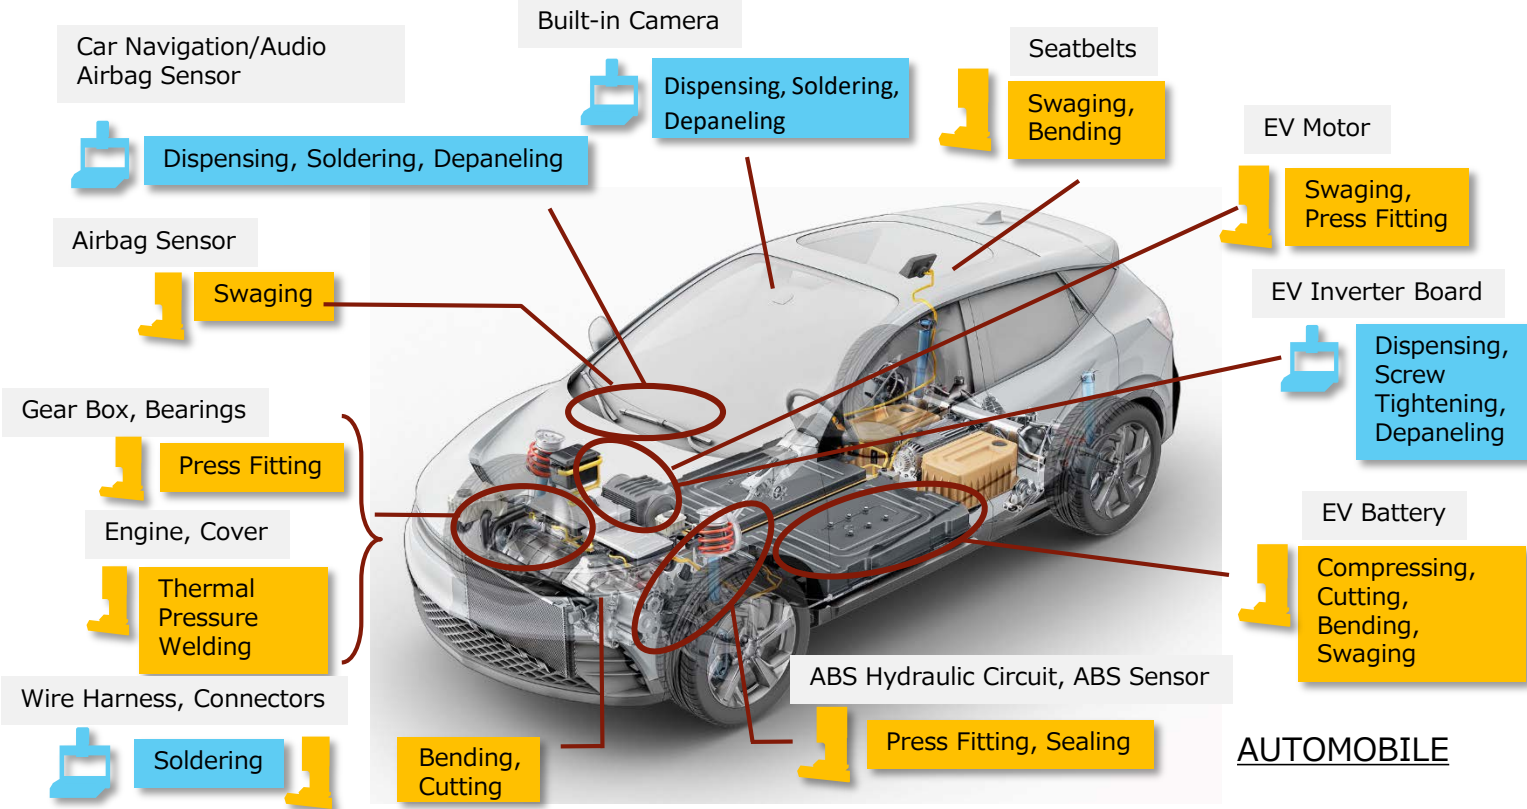 Car Navigation/Audio
Airbag Sensor
Dispensing, Soldering, Depaneling
Built-in Camera
Dispensing, Soldering,
Depaneling
Seatbelts
Swaging,
Bending
EV Motor
Swaging,
Press Fitting
Airbag Sensor
Swaging
EV Inverter Board
Dispensing,
Screw
Tightening,
Depaneling
Gear Box, Bearings
Press Fitting
Engine, Cover
Thermal
Pressure
Welding
EV Battery
Compressing,
Cutting,
Bending,
Swaging
Wire Harness, Connectors
Soldering
Bending,
Cutting
ABS Hydraulic Circuit, ABS Sensor
Press Fitting, Sealing
AUTOMOBILE